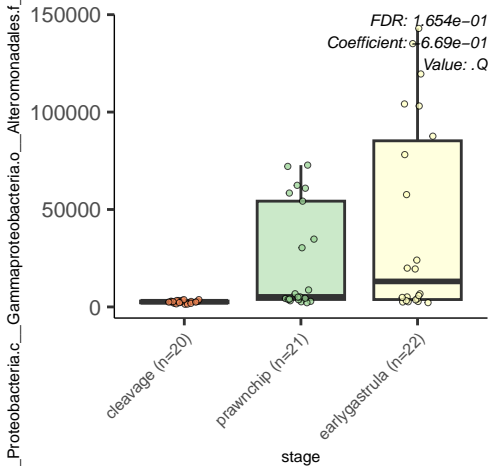 _Proteobacteria.c__Gammaproteobacteria.o__Alteromonadales.f_
150000
100000
50000
0
FDR: 1.654e−01
Coefficient: −6.69e−01
Value: .Q
cleavage (n=20)
prawnchip (n=21)
earlygastrula (n=22)
stage